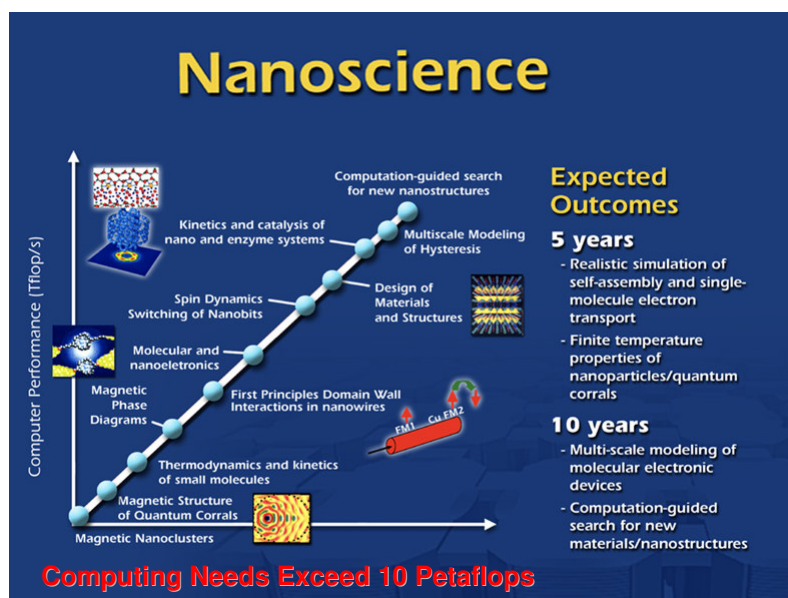 Nanoscience
Computer Performance (Tflop/s)
Computation-guided search
for new nanostructures
Kinetics and catalysis of
nano and enzyme systems
Multiscale Modeling
of Hysteresis
Design of
Materials
and Structures
Spin Dynamics
Switching of Nanobits
Molecular and
nanoeletronics
Magnetic
Phase
Diagrams
First Principles Domain Wall
Interactions in nanowires
FM1 Cu FM2
Thermodynamics and kinetics
of small molecules
Magnetic Structure
of Quantum Corrals
Magnetic Nanoclusters
Expected
Outcomes
5 years
- Realistic simulation of
self-assembly and single-
molecule electron
transport
- Finite temperature
properties of
nanoparticles/quantum
corrals
10 years
- Multi-scale modeling of
molecular electronic
devices
- Computation-guided
search for new
materials/nanostructures
Computing Needs Exceed 10 Petaflops